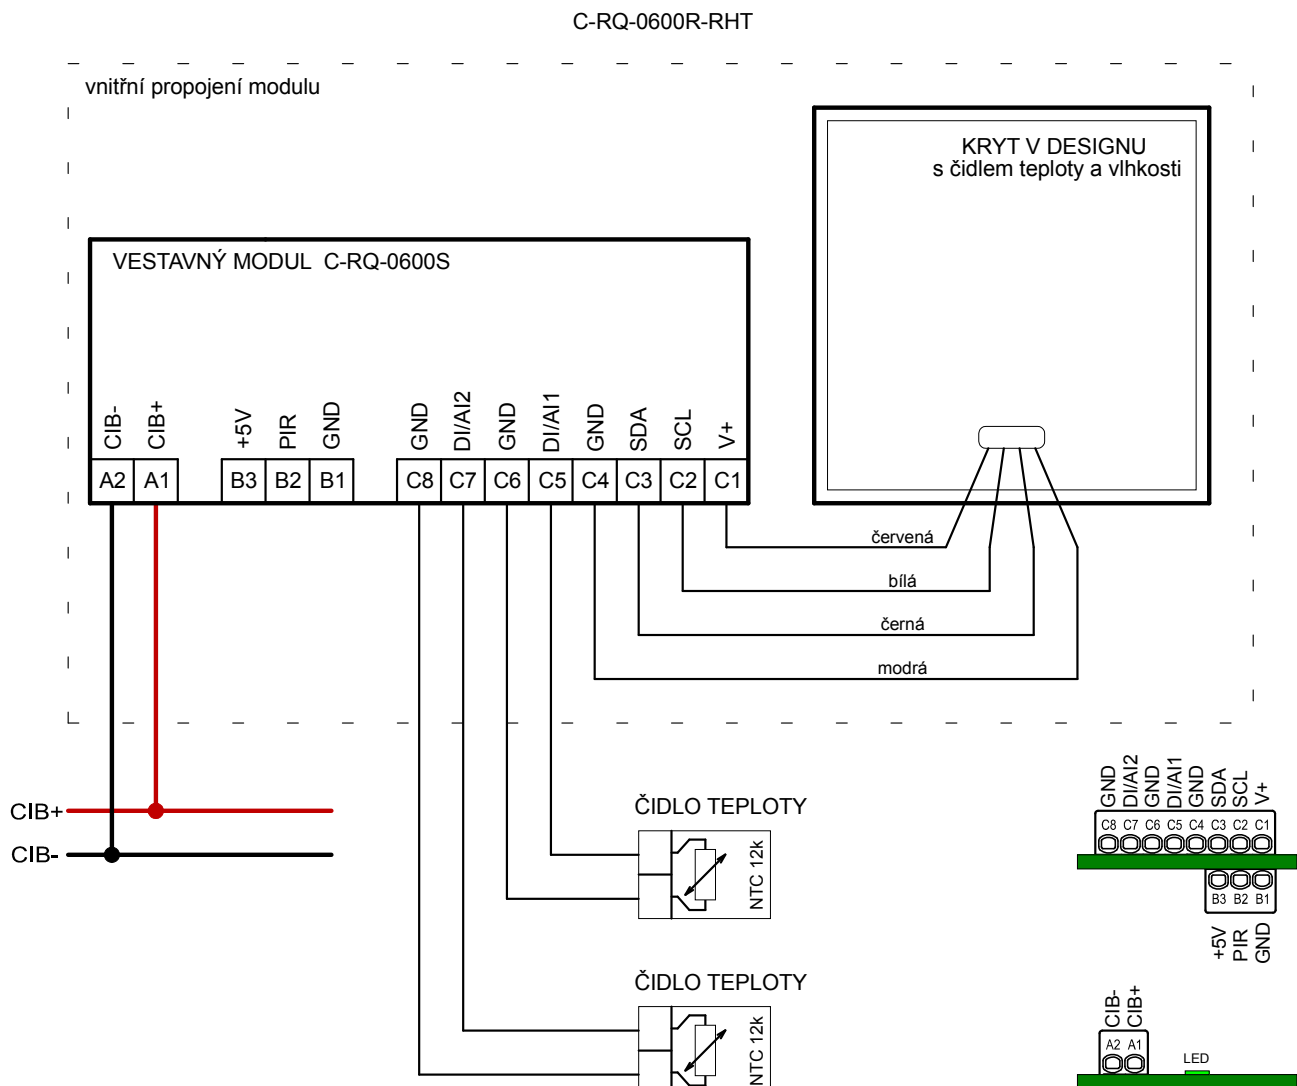 C-RQ-0600R-RHT
vnitřní propojení modulu
KRYT V DESIGNU
s čidlem teploty a vlhkosti
VESTAVNÝ MODUL C-RQ-0600S
CIB- CIB+ +5V PIR GND GND DI/AI2 GND DI/AI1 GND SDA SCL V+
A2 A1 B3 B2 B1 C8 C7 C6 C5 C4 C3 C2 C1
červená
bílá
černá
modrá
CIB+
CIB-
ČIDLO TEPLOTY
NTC 12k
ČIDLO TEPLOTY
NTC 12k
GND DI/AI2 GND DI/AI1 GND SDA SCL V+
C8 C7 C6 C5 C4 C3 C2 C1
B3 B2 B1
+5V PIR GND
CIB- CIB+
A2 A1
LED